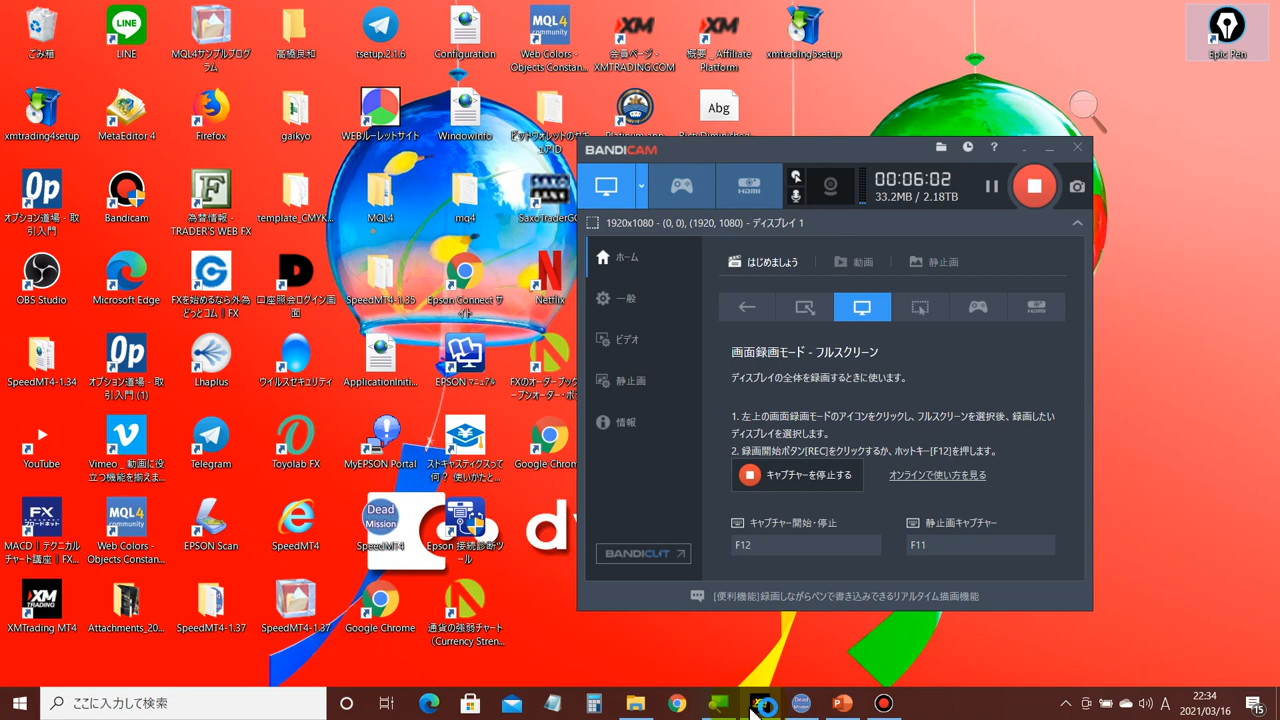 ごみ箱
LINE
MQL4サンプルプログ
ラム
高橋良和
tsetup.2.1.6
Configuration
Web Colors -
Objects Constan...
会員ページ -
XMTRADING.COM
概要 _ Affiliate
Platform
xmtrading5setup
Epic Pen
xmtrading4setup
MetaEditor 4
Firefox
gaikyo
WEBルーレットサイト
WindowInfo
Abg
オプション道場 - 取
引入門
Bandicam
為替情報 -
TRADER'S WEB FX
template_CMYK...
MQL4
mq4
OBS Studio
Microsoft Edge
FXを始めるなら外為
どっとコム | FX
口座照会ログイン画
面
SpeedMT4-1.35
Epson Connect サ
イト
Netflix
SpeedMT4-1.34
オプション道場 - 取
引入門 (1)
Lhaplus
ウイルスセキュリティ
ApplicationIniti...
EPSON マニュアル
YouTube
Vimeo _ 動画に役
立つ機能を揃えま...
Telegram
Toyolab FX
MyEPSON Portal
ストキャスティクスって
何？ 使いかたと...
Google Chrom
MACD | テクニカル
チャート講座 | FX...
Web Colors -
Objects Constan...
EPSON Scan
SpeedMT4
Dead
Mission
SpeedMT4
Epson 接続診断ツ
ール
XMTrading MT4
Attachments_20...
SpeedMT4-1.37
SpeedMT4-1.37
Google Chrome
通貨の強弱チャート
（Currency Stren...
BANDICAM
HDMI
00:06:02
33.2MB / 2.18TB
1920x1080 - (0, 0), (1920, 1080) - ディスプレイ 1
ホーム
一般
ビデオ
静止画
情報
はじめましょう
動画
静止画
画面録画モード - フルスクリーン
ディスプレイの全体を録画するときに使います。
1. 左上の画面録画モードのアイコンをクリックし、フルスクリーンを選択後、録画したい
ディスプレイを選択します。
2. 録画開始ボタン[REC]をクリックするか、ホットキー[F12]を押します。
キャプチャーを停止する
オンラインで使い方を見る
キャプチャー開始・停止
静止画キャプチャー
F12
F11
BANDICUT
[便利機能]録画しながらペンで書き込みできるリアルタイム描画機能
ここに入力して検索
A
22:34
2021/03/16
15